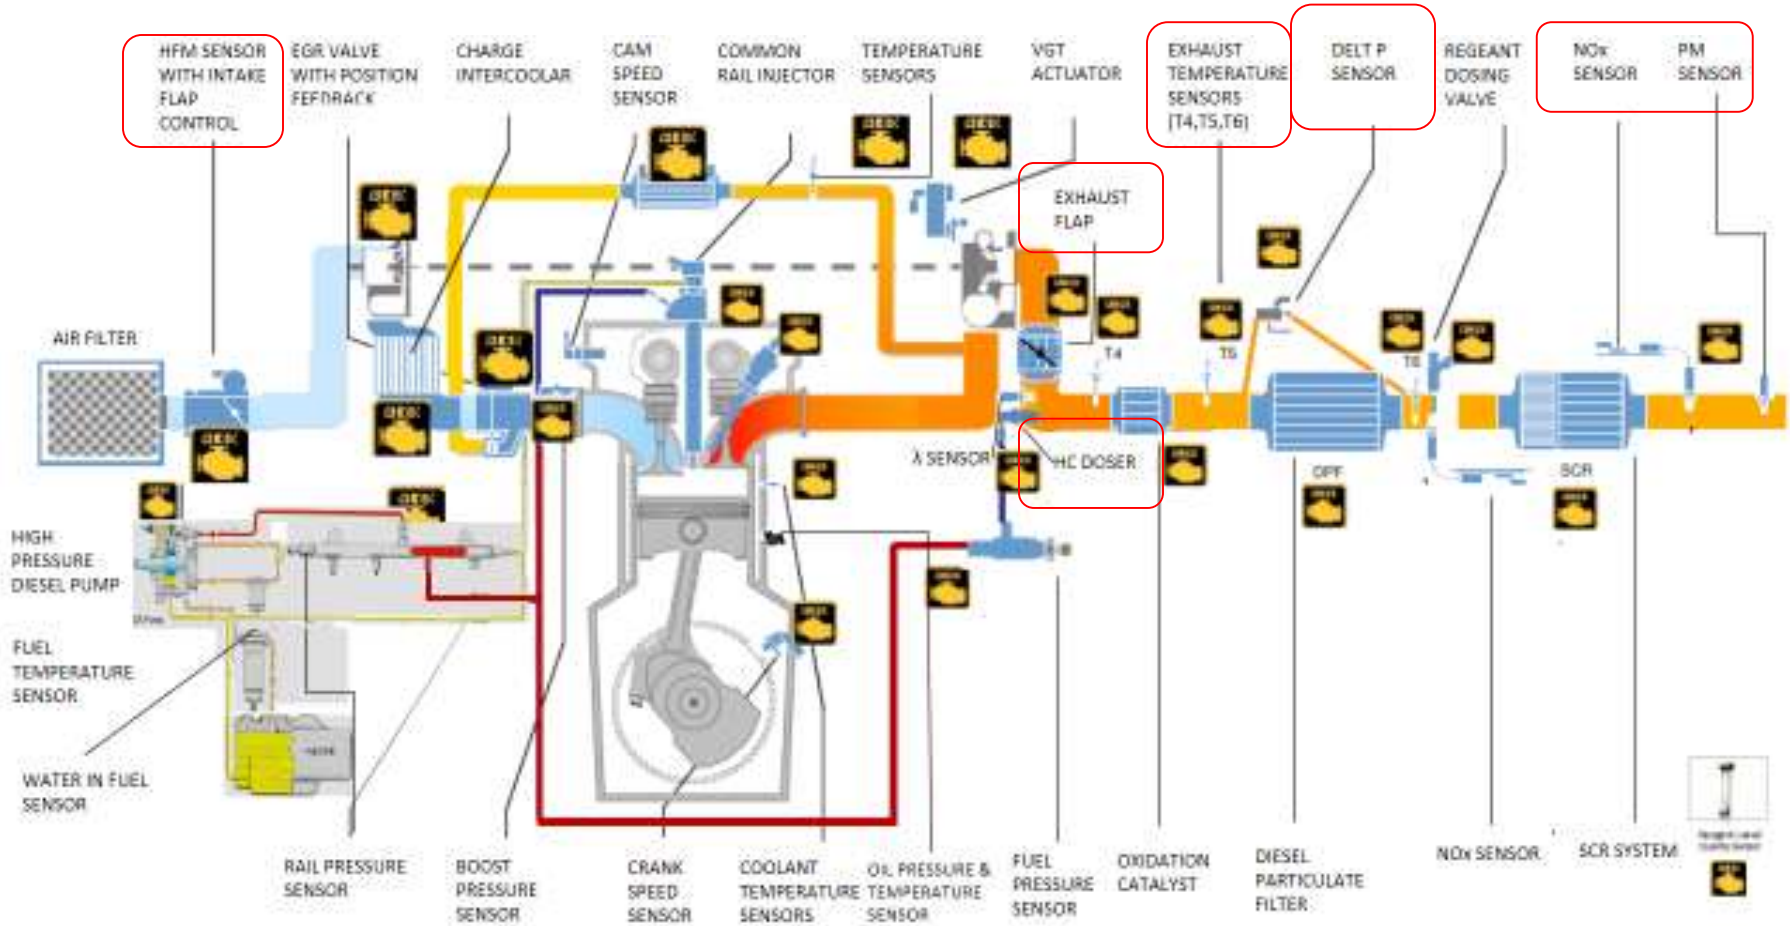 HFM SENSOR
WITH INTAKE
FLAP
CONTROL
EGR VALVE
WITH POSITION
FEEDBACK
CHARGE
INTERCOOLAR
CAM
SPEED
SENSOR
COMMON
RAIL INJECTOR
TEMPERATURE
SENSORS
VGT
ACTUATOR
EXHAUST
TEMPERATURE
SENSORS
(T4,T5,T6)
DELT P
SENSOR
REGEANT
DOSING
VALVE
NOx
SENSOR
PM
SENSOR
EXHAUST
FLAP
AIR FILTER
T4
T5
T6
λ SENSOR
HC DOSER
DPF
SCR
HIGH
PRESSURE
DIESEL PUMP
FUEL
TEMPERATURE
SENSOR
WATER IN FUEL
SENSOR
RAIL PRESSURE
SENSOR
BOOST
PRESSURE
SENSOR
CRANK
SPEED
SENSOR
COOLANT
TEMPERATURE
SENSORS
OIL PRESSURE &
TEMPERATURE
SENSOR
FUEL
PRESSURE
SENSOR
OXIDATION
CATALYST
DIESEL
PARTICULATE
FILTER
NOx SENSOR
SCR SYSTEM